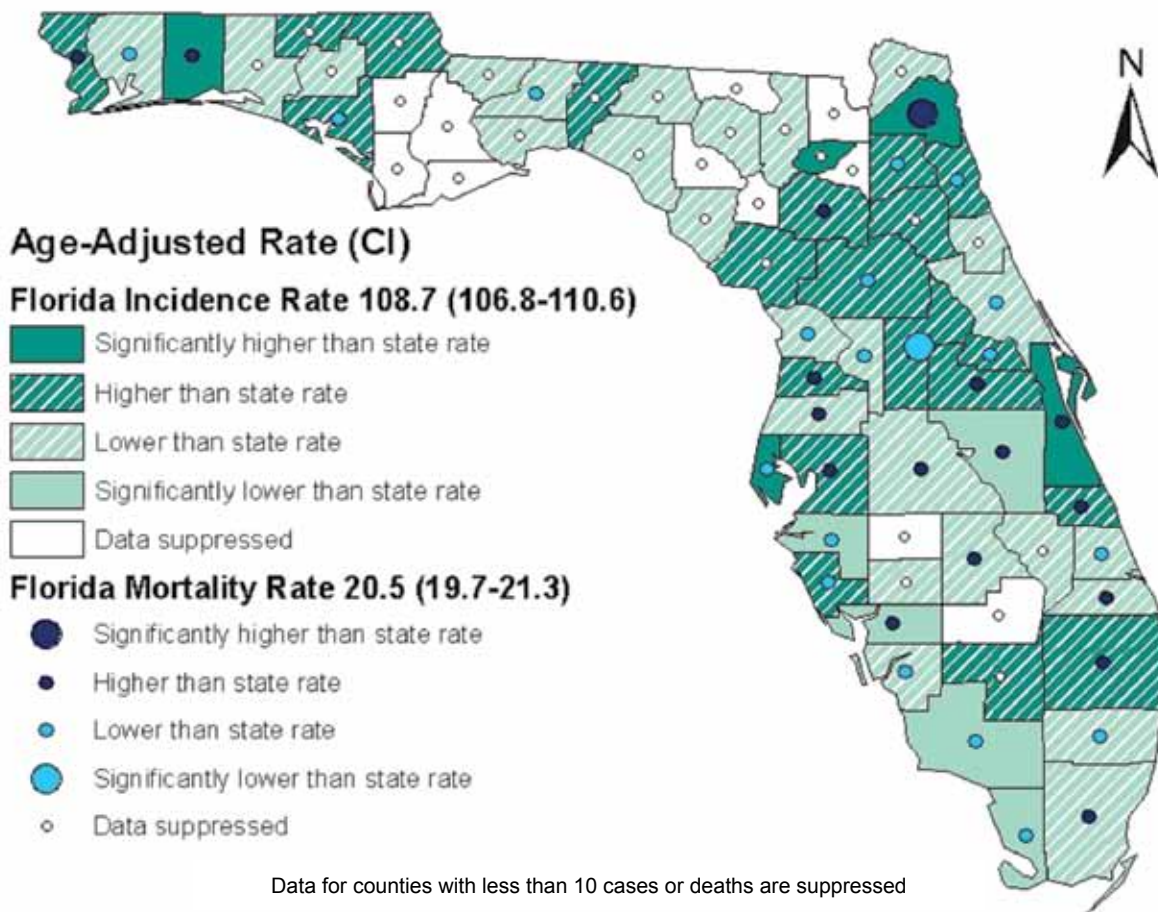 N
Age-Adjusted Rate (CI)
Florida Incidence Rate 108.7 (106.8-110.6)
Significantly higher than state rate
Higher than state rate
Lower than state rate
Significantly lower than state rate
Data suppressed
Florida Mortality Rate 20.5 (19.7-21.3)
Significantly higher than state rate
Higher than state rate
Lower than state rate
Significantly lower than state rate
Data suppressed
Data for counties with less than 10 cases or deaths are suppressed